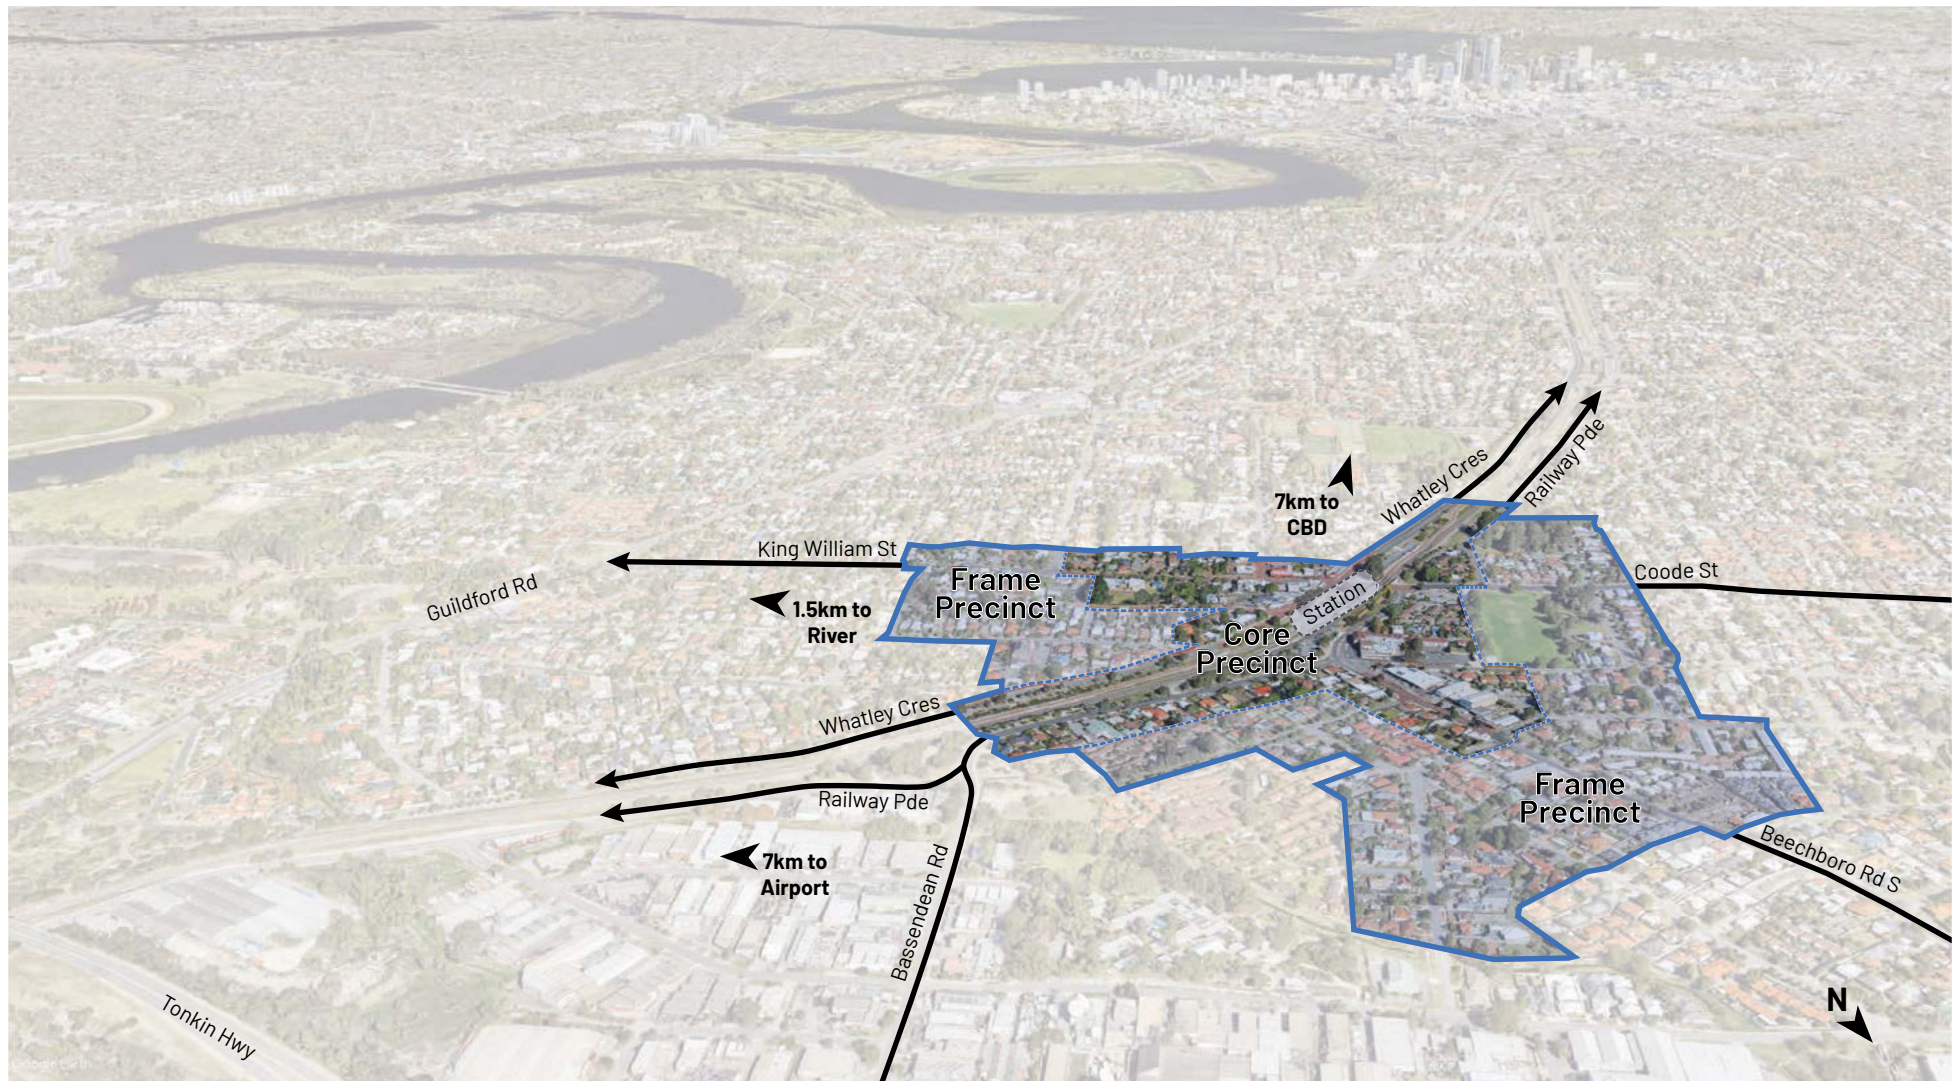 Whatley Cres
Railway Pde
7km to
CBD
King William St
Guildford Rd
1.5km to
River
Frame
Precinct
Station
Core
Precinct
Coode St
Whatley Cres
Railway Pde
7km to
Airport
Bassendean Rd
Frame
Precinct
Beechboro Rd S
Tonkin Hwy
N